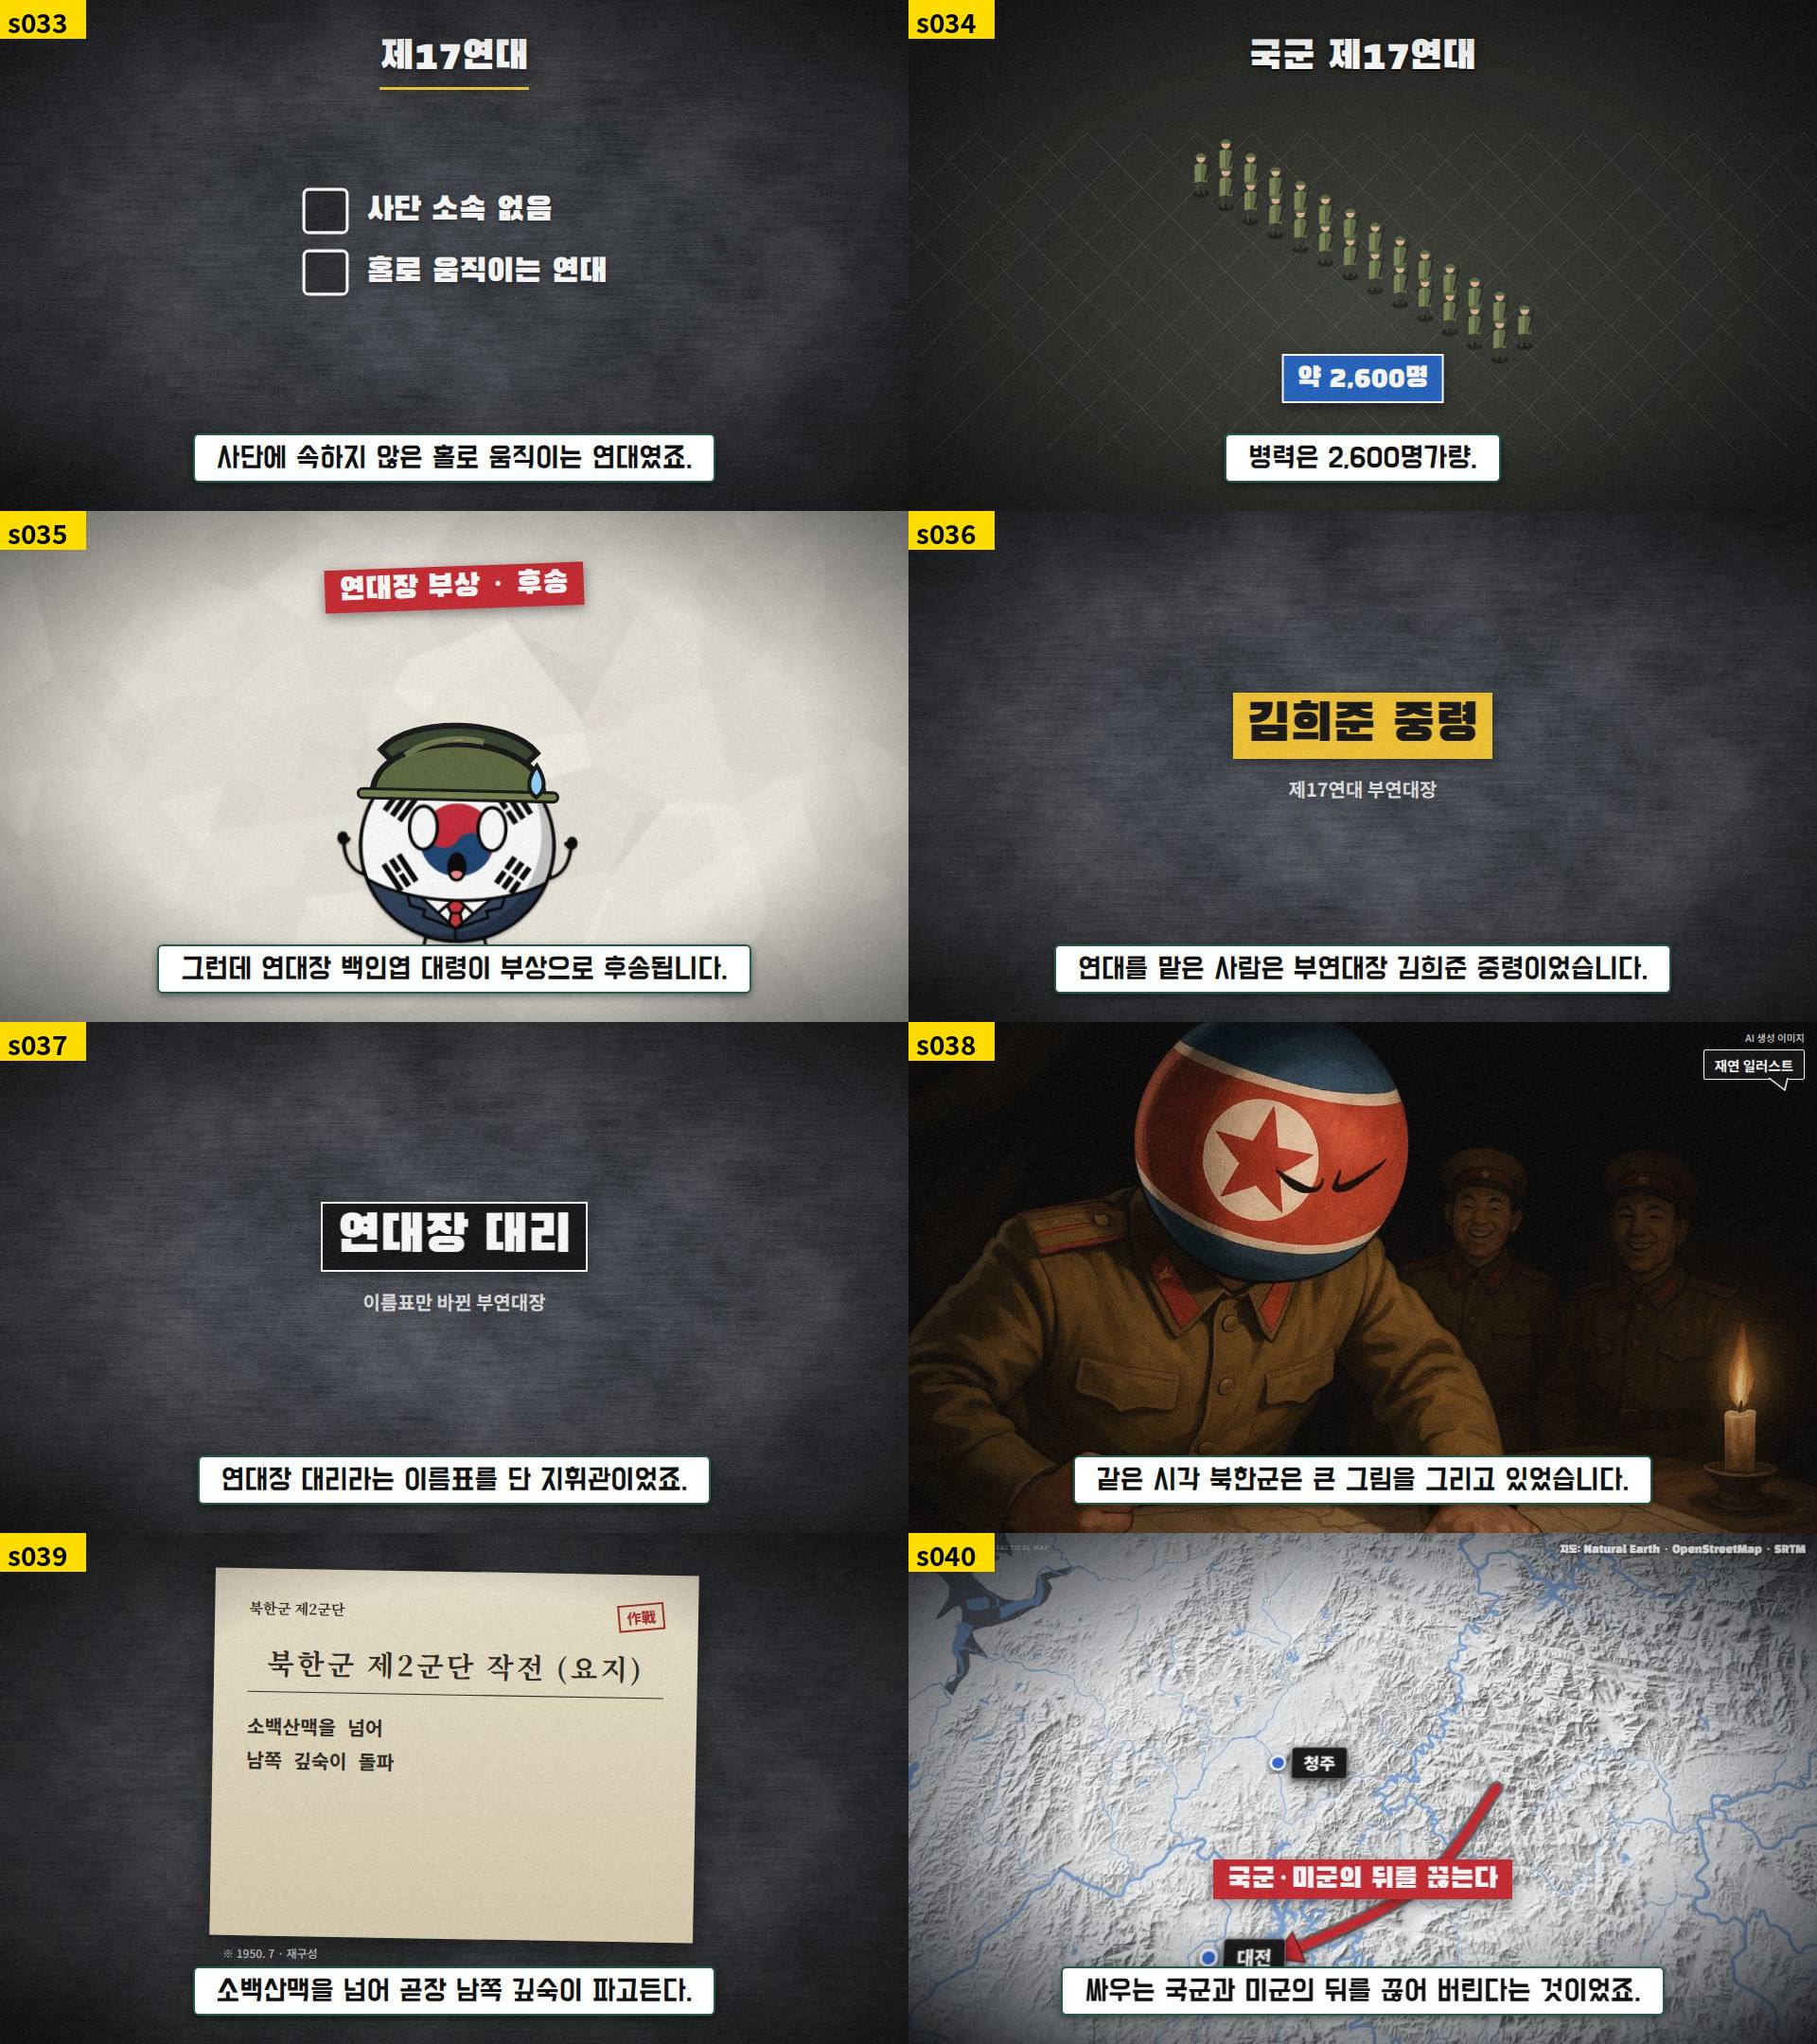 s033
제17연대
사단 소속 없음
홀로 움직이는 연대
사단에 속하지 않은 홀로 움직이는 연대였죠.
s034
국군 제17연대
약 2,600명
병력은 2,600명가량.
s035
연대장 부상 · 후송
그런데 연대장 백인엽 대령이 부상으로 후송됩니다.
s036
김희준 중령
제17연대 부연대장
연대를 맡은 사람은 부연대장 김희준 중령이었습니다.
s037
연대장 대리
이름표만 바뀐 부연대장
연대장 대리라는 이름표를 단 지휘관이었죠.
s038
AI 생성 이미지
재연 일러스트
같은 시각 북한군은 큰 그림을 그리고 있었습니다.
s039
북한군 제2군단
作戰
북한군 제2군단 작전 (요지)
소백산맥을 넘어
남쪽 깊숙이 돌파
※ 1950. 7 · 재구성
소백산맥을 넘어 곧장 남쪽 깊숙이 파고든다.
s040
TACTICAL MAP
지도: Natural Earth · OpenStreetMap · SRTM
청주
국군·미군의 뒤를 끊는다
대전
싸우는 국군과 미군의 뒤를 끊어 버린다는 것이었죠.